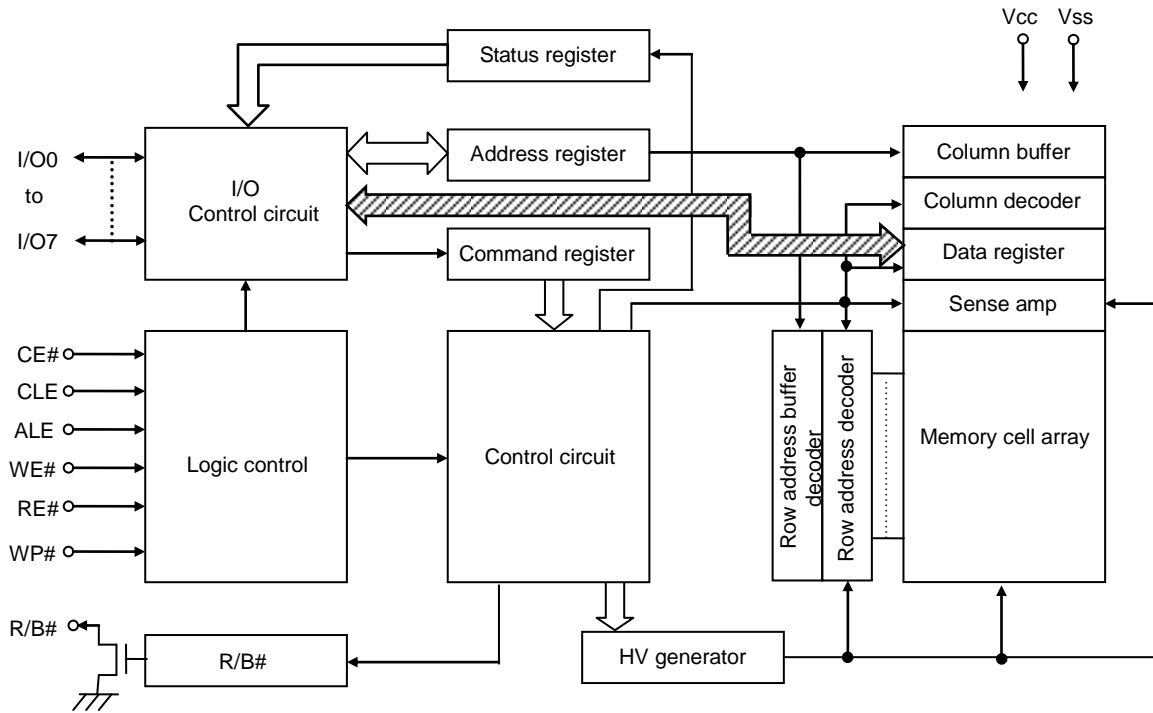 Vcc
Vss
Status register
I/O0
to
I/O7
I/O
Control circuit
Address register
Column buffer
Column decoder
Command register
Data register
Sense amp
CE#
CLE
ALE
WE#
RE#
WP#
Logic control
Control circuit
Row address buffer
decoder
Row address decoder
Memory cell array
R/B#
R/B#
HV generator